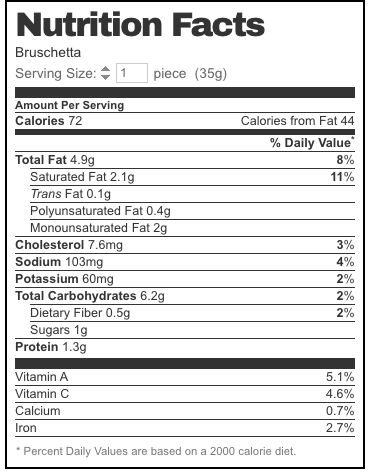 Nutrition Facts
Bruschetta
Serving Size: 1 piece (35g)
Amount Per Serving
Calories 72 Calories from Fat 44
% Daily Value*
Total Fat 4.9g 8%
Saturated Fat 2.1g 11%
Trans Fat 0.1g
Polyunsaturated Fat 0.4g
Monounsaturated Fat 2g
Cholesterol 7.6mg 3%
Sodium 103mg 4%
Potassium 60mg 2%
Total Carbohydrates 6.2g 2%
Dietary Fiber 0.5g 2%
Sugars 1g
Protein 1.3g
Vitamin A 5.1%
Vitamin C 4.6%
Calcium 0.7%
Iron 2.7%
* Percent Daily Values are based on a 2000 calorie diet.